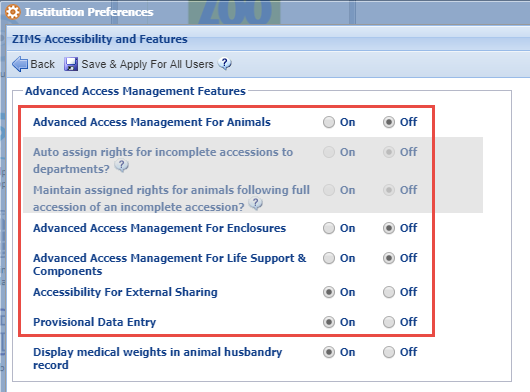 ZOO
Institution Preferences
ZIMS Accessibility and Features
Back Save & Apply For All Users ?
Advanced Access Management Features
Advanced Access Management For Animals On Off
Auto assign rights for incomplete accessions to On Off
departments? ?
Maintain assigned rights for animals following full On Off
accession of an incomplete accession? ?
Advanced Access Management For Enclosures On Off
Advanced Access Management For Life Support & On Off
Components
Accessibility For External Sharing On Off
Provisional Data Entry On Off
Display medical weights in animal husbandry On Off
record